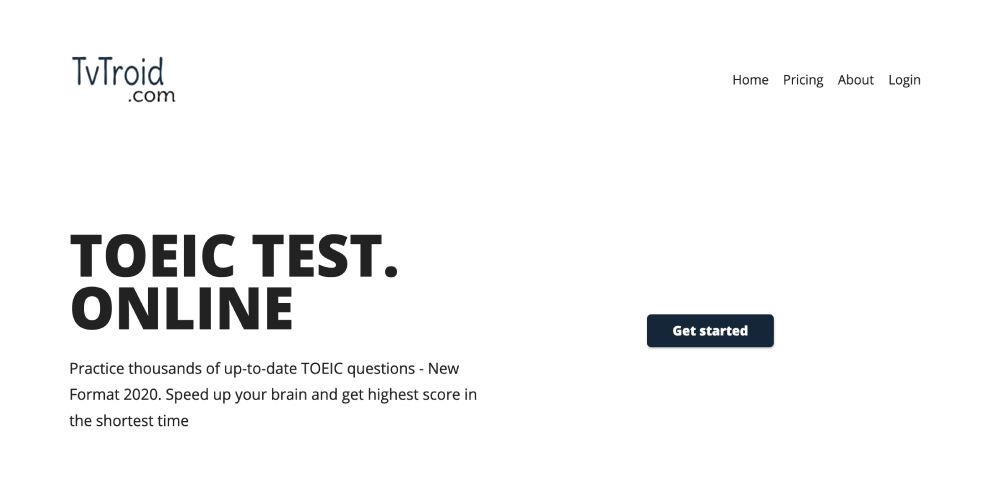 TvTroid
.com
Home Pricing About Login
TOEIC TEST.
ONLINE
Get started
Practice thousands of up-to-date TOEIC questions - New
Format 2020. Speed up your brain and get highest score in
the shortest time